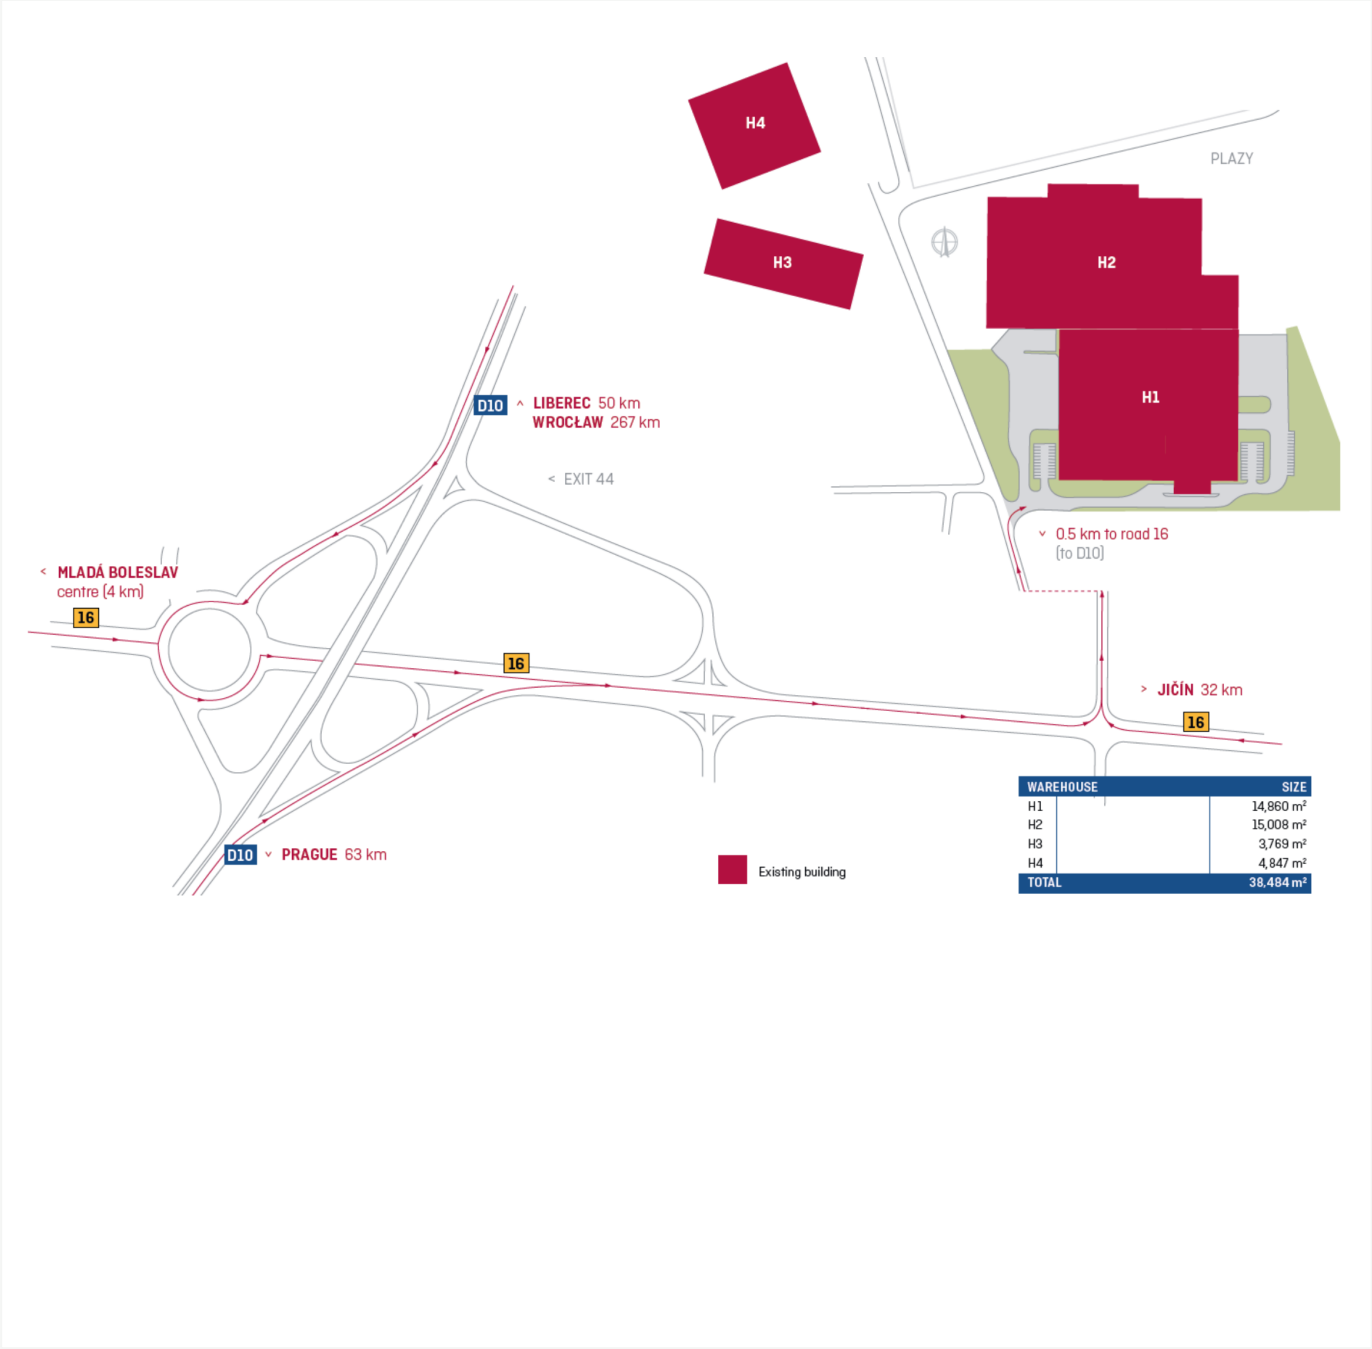 H4
PLAZY
H3
H2
H1
D10
^ LIBEREC 50 km
WROCŁAW 267 km
< EXIT 44
˅ 0.5 km to road 16
(to D10)
< MLADÁ BOLESLAV
centre (4 km)
16
16
> JIČÍN 32 km
16
WAREHOUSE SIZE
H1 14,860 m²
H2 15,008 m²
H3 3,769 m²
H4 4,847 m²
TOTAL 38,484 m²
D10 ˅ PRAGUE 63 km
Existing building